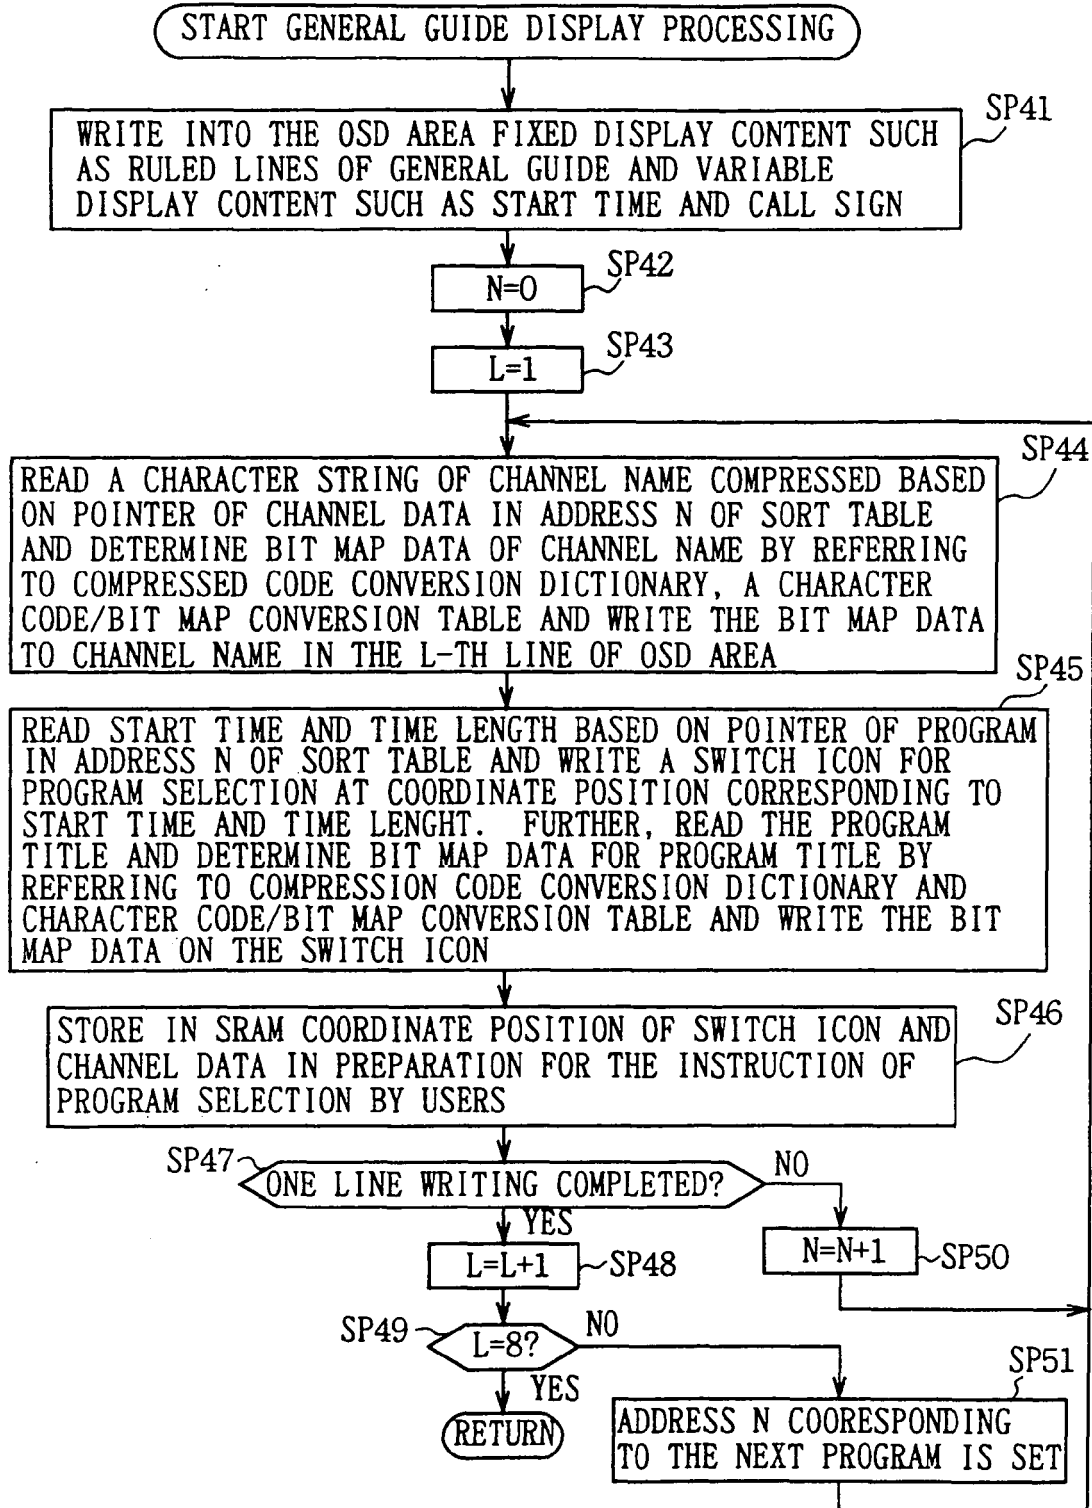 START GENERAL GUIDE DISPLAY PROCESSING
SP41
WRITE INTO THE OSD AREA FIXED DISPLAY CONTENT SUCH
AS RULED LINES OF GENERAL GUIDE AND VARIABLE
DISPLAY CONTENT SUCH AS START TIME AND CALL SIGN
SP42
N=0
SP43
L=1
SP44
READ A CHARACTER STRING OF CHANNEL NAME COMPRESSED BASED
ON POINTER OF CHANNEL DATA IN ADDRESS N OF SORT TABLE
AND DETERMINE BIT MAP DATA OF CHANNEL NAME BY REFERRING
TO COMPRESSED CODE CONVERSION DICTIONARY, A CHARACTER
CODE/BIT MAP CONVERSION TABLE AND WRITE THE BIT MAP DATA
TO CHANNEL NAME IN THE L-TH LINE OF OSD AREA
SP45
READ START TIME AND TIME LENGTH BASED ON POINTER OF PROGRAM
IN ADDRESS N OF SORT TABLE AND WRITE A SWITCH ICON FOR
PROGRAM SELECTION AT COORDINATE POSITION CORRESPONDING TO
START TIME AND TIME LENGHT. FURTHER, READ THE PROGRAM
TITLE AND DETERMINE BIT MAP DATA FOR PROGRAM TITLE BY
REFERRING TO COMPRESSION CODE CONVERSION DICTIONARY AND
CHARACTER CODE/BIT MAP CONVERSION TABLE AND WRITE THE BIT
MAP DATA ON THE SWITCH ICON
SP46
STORE IN SRAM COORDINATE POSITION OF SWITCH ICON AND
CHANNEL DATA IN PREPARATION FOR THE INSTRUCTION OF
PROGRAM SELECTION BY USERS
SP47
ONE LINE WRITING COMPLETED?
NO
YES
L=L+1
SP48
N=N+1
SP50
SP49
L=8?
NO
YES
RETURN
SP51
ADDRESS N COORESPONDING
TO THE NEXT PROGRAM IS SET